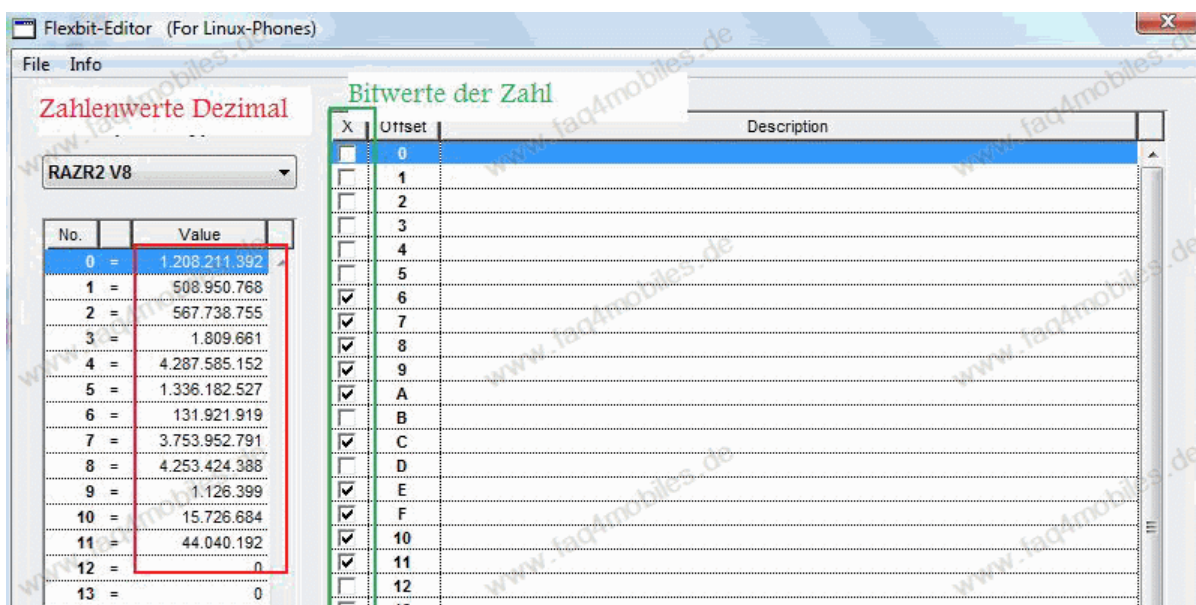 Flexbit-Editor (For Linux-Phones)
File Info
Zahlenwerte Dezimal
Bitwerte der Zahl
RAZR2 V8
X Offset Description
0
1
2
3
4
5
6
7
8
9
A
B
C
D
E
F
10
11
12
No. Value
0 = 1.208.211.392
1 = 508.950.768
2 = 567.738.755
3 = 1.809.661
4 = 4.287.585.152
5 = 1.336.182.527
6 = 131.921.919
7 = 3.753.952.791
8 = 4.253.424.388
9 = 1.126.399
10 = 15.726.684
11 = 44.040.192
12 = 0
13 = 0
www.faq4mobiles.de